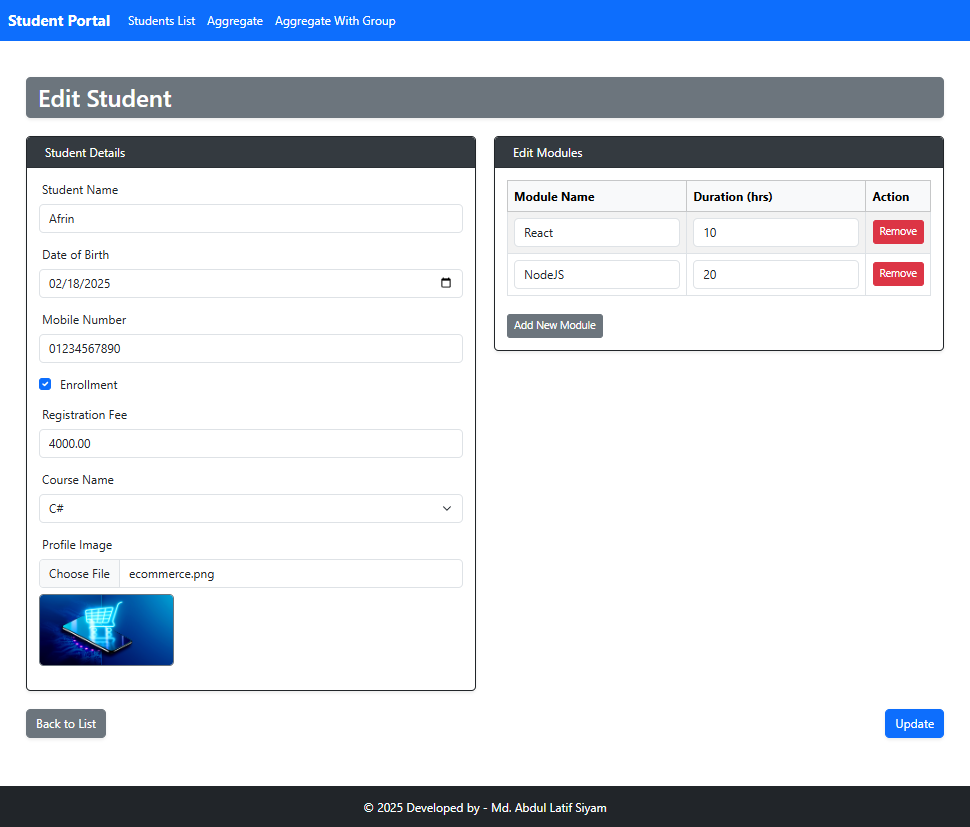 Student Portal Students List Aggregate Aggregate With Group
Edit Student
Student Details
Student Name
Afrin
Date of Birth
02/18/2025
Mobile Number
01234567890
Enrollment
Registration Fee
4000.00
Course Name
C#
Profile Image
Choose File ecommerce.png
Edit Modules
Module Name Duration (hrs) Action
React 10 Remove
NodeJS 20 Remove
Add New Module
Back to List Update
© 2025 Developed by - Md. Abdul Latif Siyam